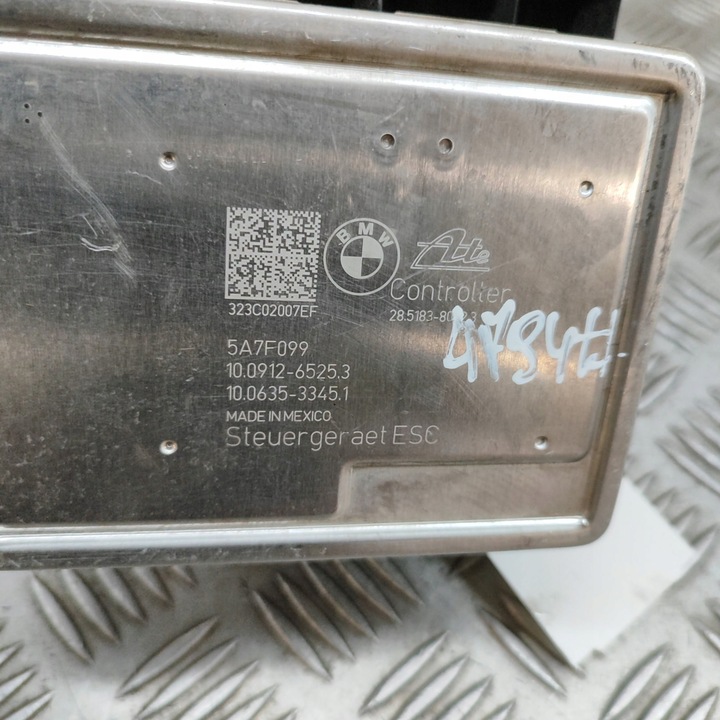 BMW
Ate
Controller
323C02007EF
5A7F099
10.0912-6525.3
10.0635-3345.1
MADE IN MEXICO
Steuergeraet ESC